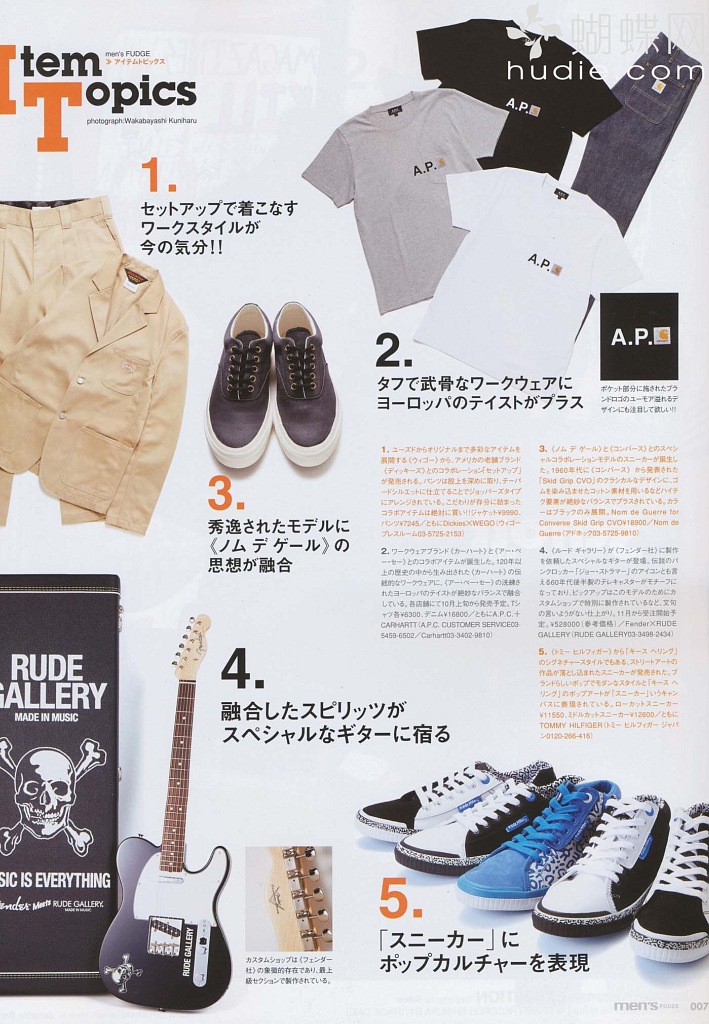 Item
Topics
men's FUDGE
≫ アイテムトピックス
photograph:Wakabayashi Kuniharu
蝴蝶网
hudie.com
1.
セットアップで着こなす
ワークスタイルが
今の気分!!
A.P.
A.P.
A.P.
A.P.
2.
タフで武骨なワークウェアに
ヨーロッパのテイストがプラス
ポケット部分に施されたブラ
ンドロゴのユーモア溢れるデ
ザインにも注目して欲しい!!
3.
秀逸されたモデルに
《ノム デ ゲール》の
思想が融合
1. ユーズドからオリジナルまで多彩なアイテムを
展開する《ウィゴー》から、アメリカの老舗ブランド
《ディッキーズ》とのコラボレーション「セットアップ」
が発売される。パンツは股上を深めに取り、テーパ
ードシルエットに仕立てることでジョッパーズタイプ
にアレンジされている。こだわりが存分に詰まった
コラボアイテムは絶対に買い!!ジャケット¥9990、
パンツ¥7245／ともにDickies×WEGO(ウィゴー
プレスルーム03-5725-2153)
2. ワークウェアブランド《カーハート》と《アー・ペ
ー・セー》とのコラボアイテムが誕生した。120年以
上の歴史の中から生み出された《カーハート》の伝
統的なワークウェアに、《アー・ペー・セー》の洗練さ
れたヨーロッパのテイストが絶妙なバランスで融合
している。各店舗にて10月上旬から発売予定。Tシ
ャツ各¥6300、デニム¥16800／ともにA.P.C.＋
CARHARTT(A.P.C. CUSTOMER SERVICE03-
5459-6502／Carhartt03-3402-9810)
3. 《ノム デ ゲール》と《コンバース》とのスペシ
ャルコラボレーションモデルのスニーカーが誕生し
た。1960年代に《コンバース》 から発表された
「Skid Grip CVO」のクラシカルなデザインに、ゴ
ムを染み込ませたコットン素材を用いるなどハイテ
ク要素が絶妙なバランスでプラスされている。カラ
ーはブラックのみ展開。Nom de Guerre for
Converse Skid Grip CVO¥18900／Nom de
Guerre(アドホック03-5725-9810)
4. 《ルード ギャラリー》が《フェンダー社》に製作
を依頼したスペシャルなギターが登場。伝説のパ
ンクロッカー「ジョー・ストラマー」のアイコンとも言
える60年代後半製のテレキャスターがモチーフに
なっており、ピックアップはこのモデルのためにカ
スタムショップで特別に製作されているなど、文句
の言いようがない仕上がり。11月から受注開始予
定。¥528000(参考価格)／Fender×RUDE
GALLERY(RUDE GALLERY03-3498-2434)
5. 《トミー ヒルフィガー》から「キース ヘリング」
のシグネチャースタイルでもある、ストリートアートの
作品が落とし込まれたスニーカーが発売された。ブ
ランドらしいポップでモダンなスタイルと「キース ヘ
リング」のポップアートが「スニーカー」いうキャン
バスに表現されている。ローカットスニーカー
¥11550、ミドルカットスニーカー¥12600／ともに
TOMMY HILFIGER(トミー ヒルフィガー ジャパ
ン0120-266-416)
4.
融合したスピリッツが
スペシャルなギターに宿る
RUDE
GALLERY
MADE IN MUSIC
SIC IS EVERYTHING
Fender Meets RUDE GALLERY.
MADE IN MUSIC
RUDE GALLERY
カスタムショップは《フェンダー
社》の象徴的存在であり、最上
級セクションで製作されている。
5.
「スニーカー」に
ポップカルチャーを表現
men's FUDGE 007